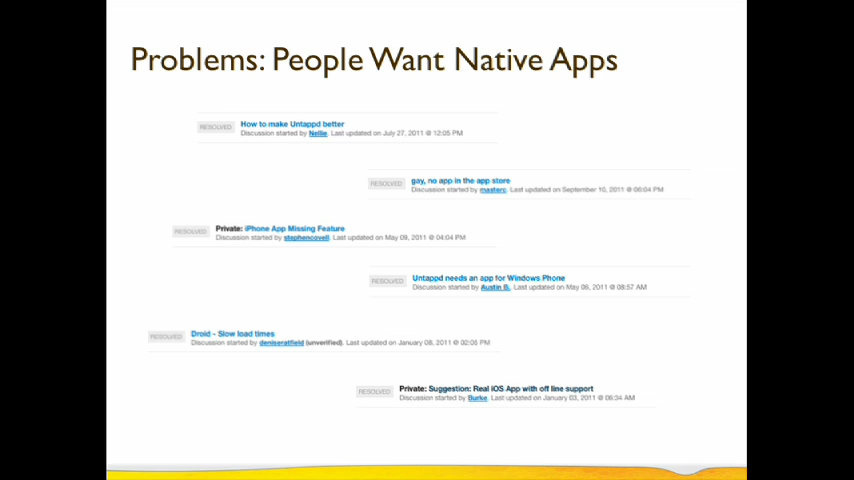 Problems: People Want Native Apps
RESOLVED
How to make Untappd better
Discussion started by Nellie. Last updated on July 27, 2011 @ 12:05 PM
RESOLVED
gay, no app in the app store
Discussion started by masterc. Last updated on September 10, 2011 @ 06:04 PM
RESOLVED
Private: iPhone App Missing Feature
Discussion started by stephencovell. Last updated on May 09, 2011 @ 04:04 PM
RESOLVED
Untappd needs an app for Windows Phone
Discussion started by Austin B. Last updated on May 06, 2011 @ 08:57 AM
RESOLVED
Droid - Slow load times
Discussion started by deniseratfield (unverified). Last updated on January 08, 2011 @ 02:05 PM
RESOLVED
Private: Suggestion: Real iOS App with off line support
Discussion started by Burke. Last updated on January 03, 2011 @ 06:34 AM